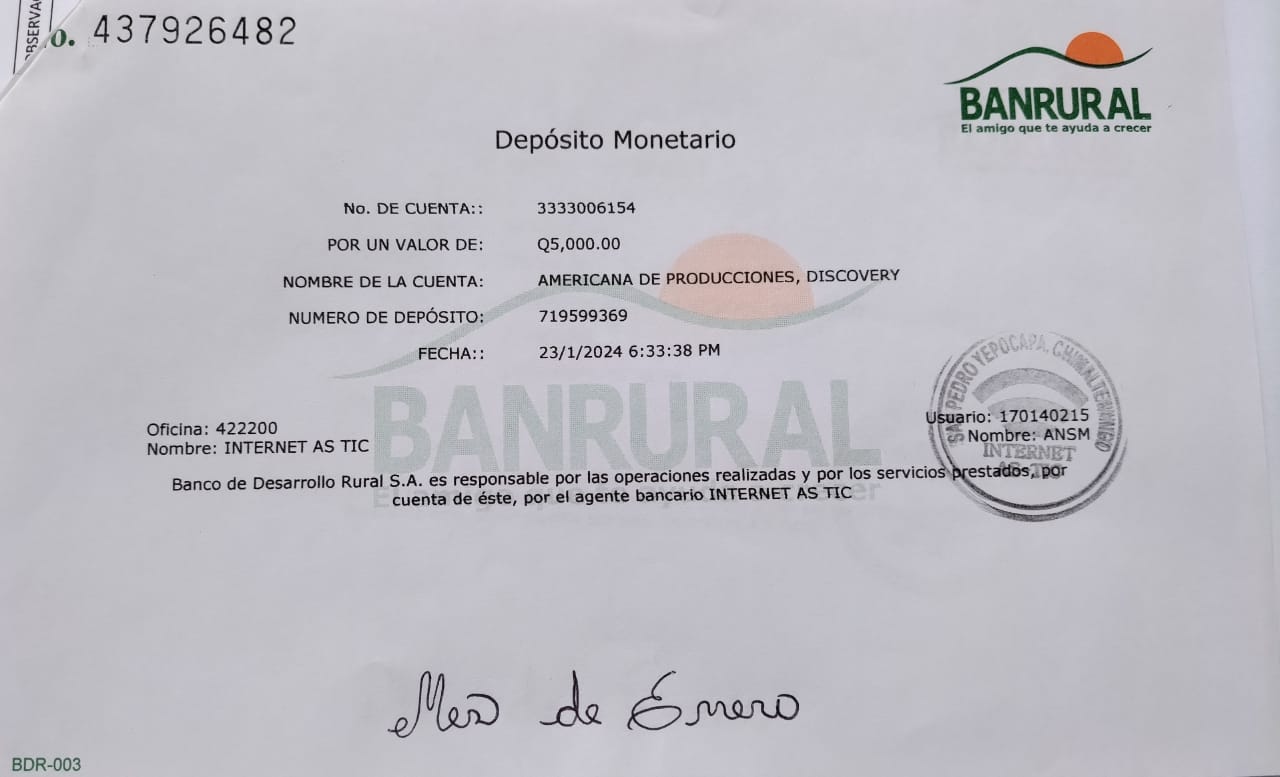 OBSERVA
o. 437926482
BANRURAL
El amigo que te ayuda a crecer
Depósito Monetario
No. DE CUENTA:: 3333006154
POR UN VALOR DE: Q5,000.00
NOMBRE DE LA CUENTA: AMERICANA DE PRODUCCIONES, DISCOVERY
NUMERO DE DEPÓSITO: 719599369
FECHA:: 23/1/2024 6:33:38 PM
BANRURAL
Oficina: 422200
Nombre: INTERNET AS TIC
Usuario: 170140215
Nombre: ANSM
SAN PEDRO YEPOCAPA, CHIMALTENANGO
INTERNET
AS TIC
Banco de Desarrollo Rural S.A. es responsable por las operaciones realizadas y por los servicios prestados, por
cuenta de éste, por el agente bancario INTERNET AS TIC
Mes de Enero
BDR-003